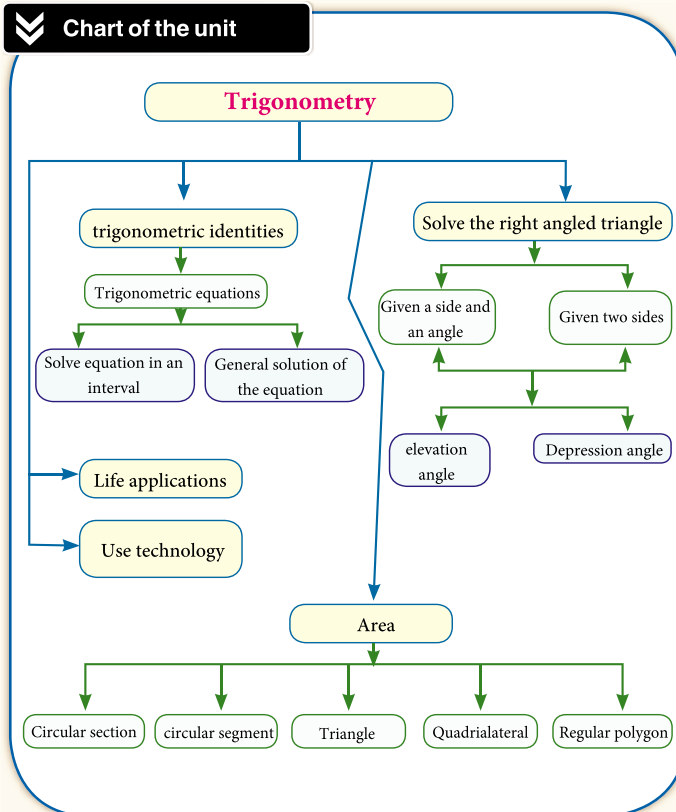 Chart of the unit
Trigonometry
trigonometric identities
Solve the right angled triangle
Trigonometric equations
Given a side and
an angle
Given two sides
Solve equation in an
interval
General solution of
the equation
elevation
angle
Depression angle
Life applications
Use technology
Area
Circular section
circular segment
Triangle
Quadrialateral
Regular polygon